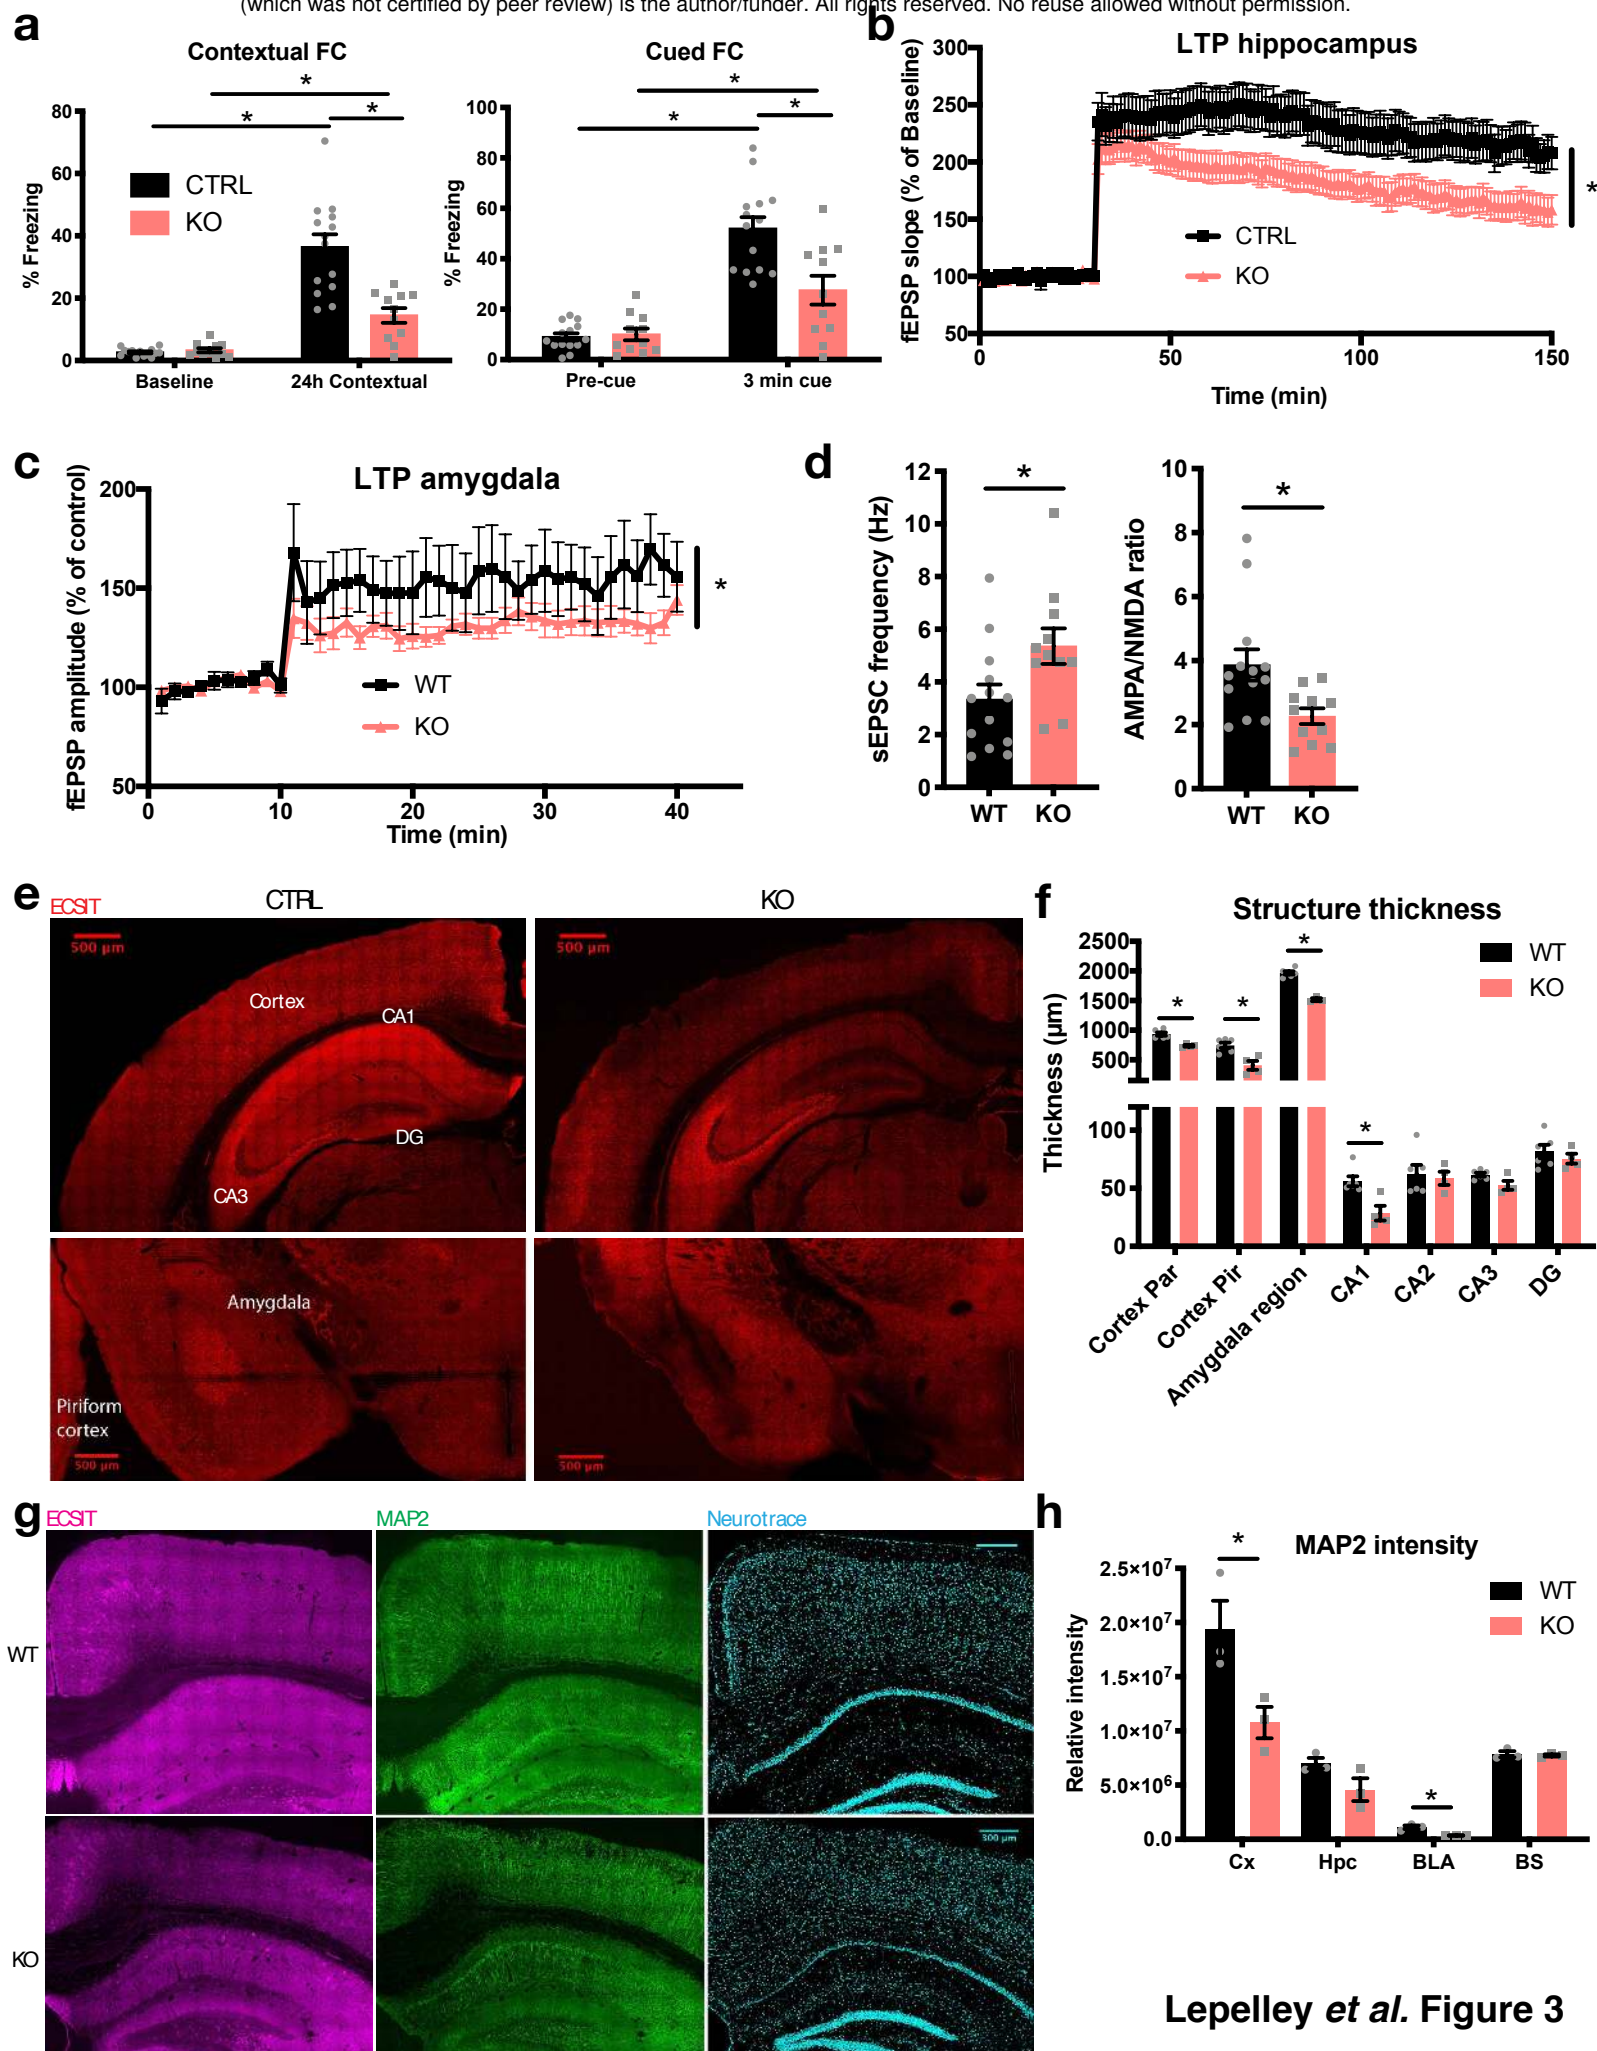 (which was not certified by peer review) is the author/funder. All rights reserved. No reuse allowed without permission.
a
Contextual FC
*
*
*
% Freezing
80
60
40
20
0
CTRL
KO
Baseline
24h Contextual
Cued FC
*
*
*
% Freezing
100
80
60
40
20
0
Pre-cue
3 min cue
b
LTP hippocampus
fEPSP slope (% of Baseline)
300
250
200
150
100
50
CTRL
KO
*
0
50
100
150
Time (min)
c
LTP amygdala
fEPSP amplitude (% of control)
200
150
100
50
WT
KO
*
0
10
20
30
40
Time (min)
d
sEPSC frequency (Hz)
12
10
8
6
4
2
0
*
WT
KO
AMPA/NMDA ratio
10
8
6
4
2
0
*
WT
KO
e
ECSIT
CTRL
KO
500 µm
Cortex
CA1
DG
CA3
500 µm
Amygdala
Piriform
cortex
500 µm
500 µm
f
Structure thickness
Thickness (µm)
2500
2000
1500
1000
500
100
50
0
*
*
*
*
WT
KO
Cortex Par
Cortex Pir
Amygdala region
CA1
CA2
CA3
DG
g
ECSIT
MAP2
Neurotrace
WT
KO
300 µm
h
MAP2 intensity
Relative intensity
2.5×10⁷
2.0×10⁷
1.5×10⁷
1.0×10⁷
5.0×10⁶
0.0
*
*
WT
KO
Cx
Hpc
BLA
BS
Lepelley et al. Figure 3